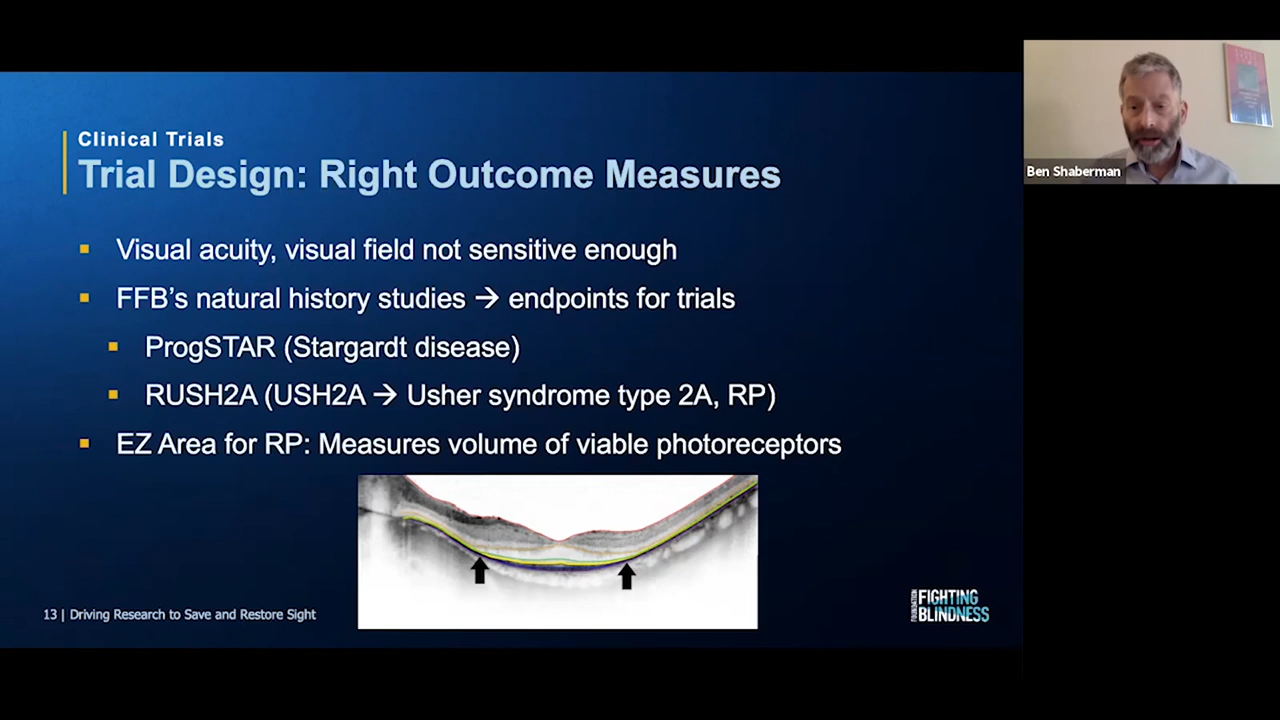 Clinical Trials
Trial Design: Right Outcome Measures
Visual acuity, visual field not sensitive enough
FFB's natural history studies → endpoints for trials
ProgSTAR (Stargardt disease)
RUSH2A (USH2A → Usher syndrome type 2A, RP)
EZ Area for RP: Measures volume of viable photoreceptors
13 | Driving Research to Save and Restore Sight
FOUNDATION
FIGHTING
BLINDNESS
Ben Shaberman